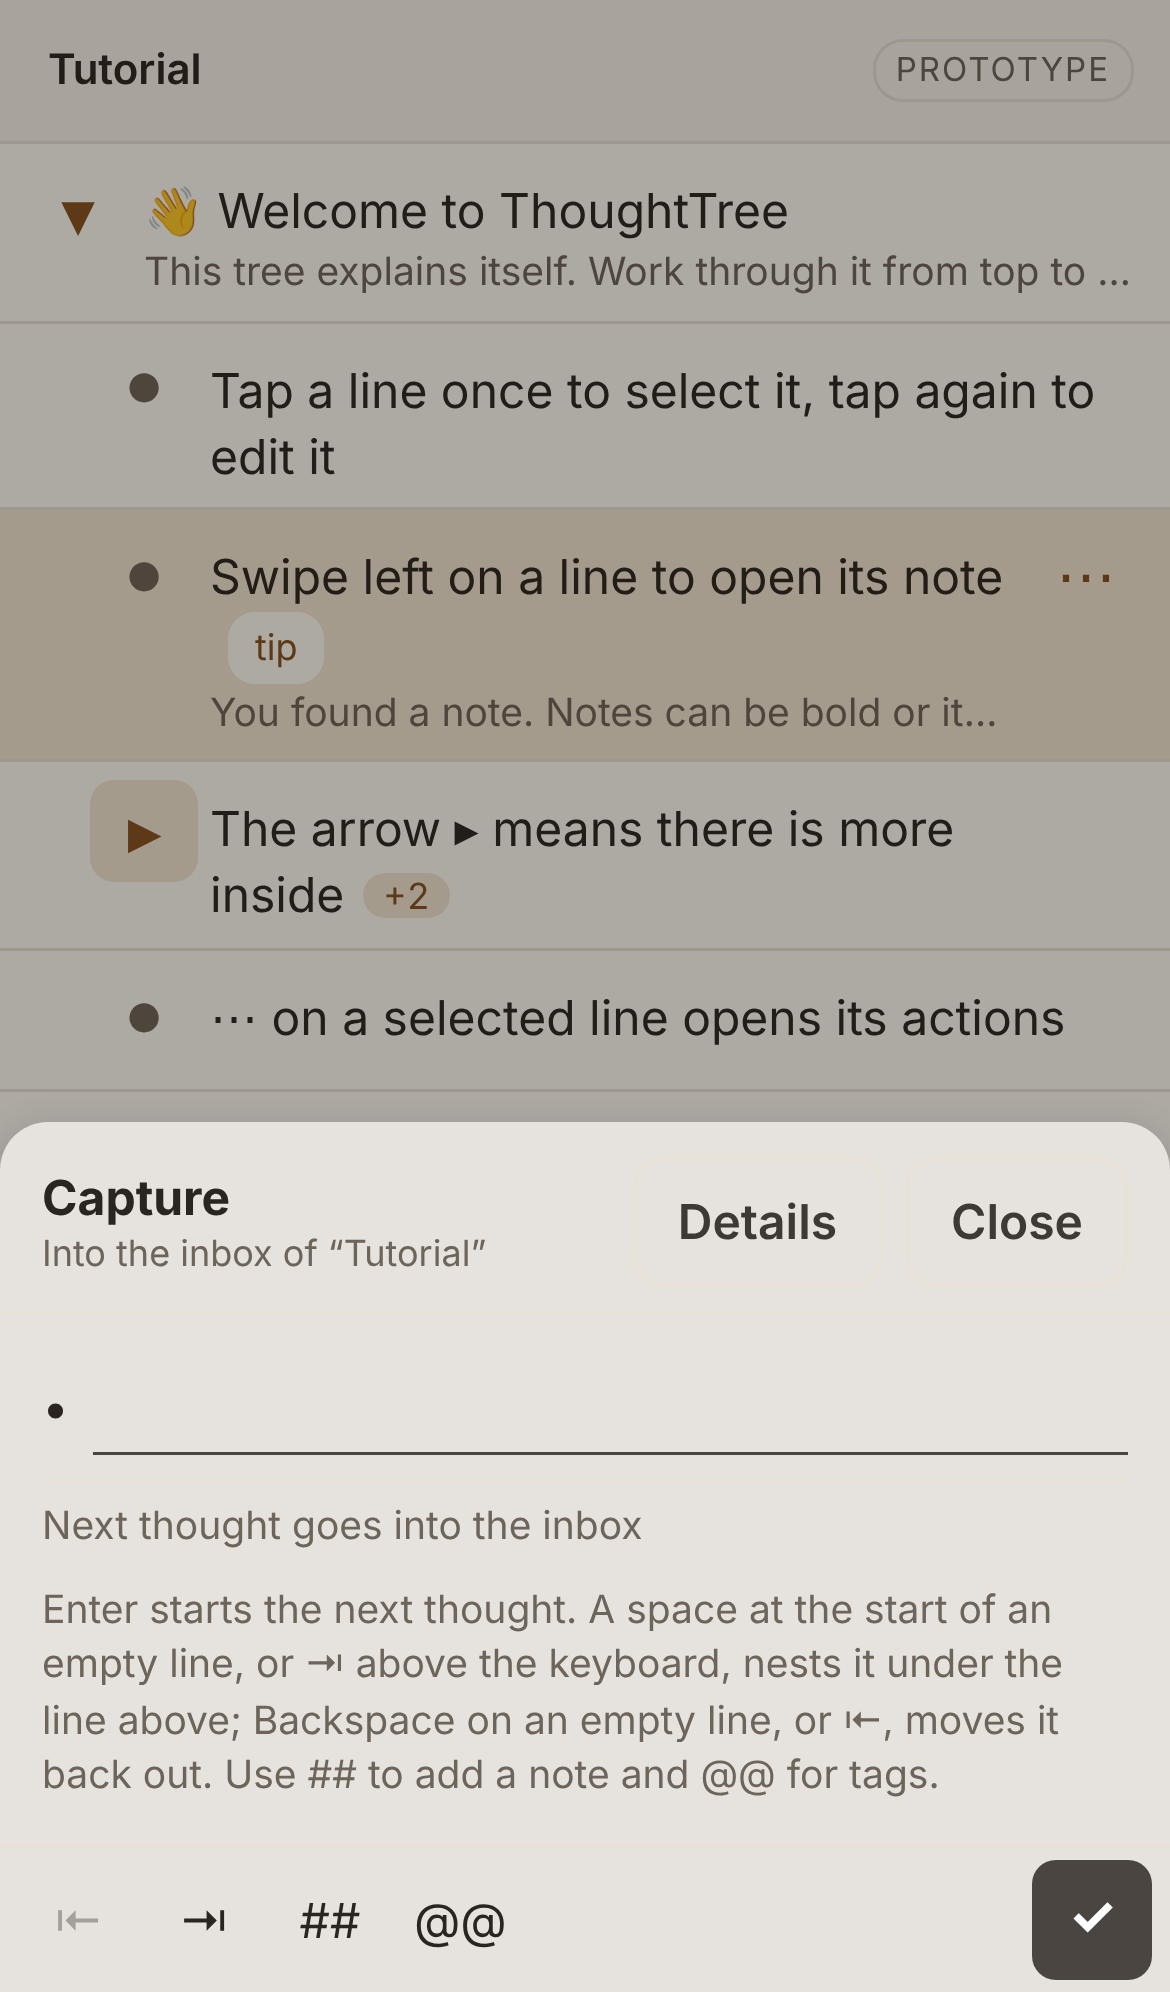 Tutorial
PROTOTYPE
👋 Welcome to ThoughtTree
This tree explains itself. Work through it from top to ...
Tap a line once to select it, tap again to
edit it
Swipe left on a line to open its note ⋯
tip
You found a note. Notes can be bold or it...
The arrow ▸ means there is more
inside +2
⋯ on a selected line opens its actions
Capture
Details
Close
Into the inbox of “Tutorial”
Next thought goes into the inbox
Enter starts the next thought. A space at the start of an
empty line, or ⇥ above the keyboard, nests it under the
line above; Backspace on an empty line, or ⇤, moves it
back out. Use ## to add a note and @@ for tags.
⇤ ⇥ ## @@ ✓